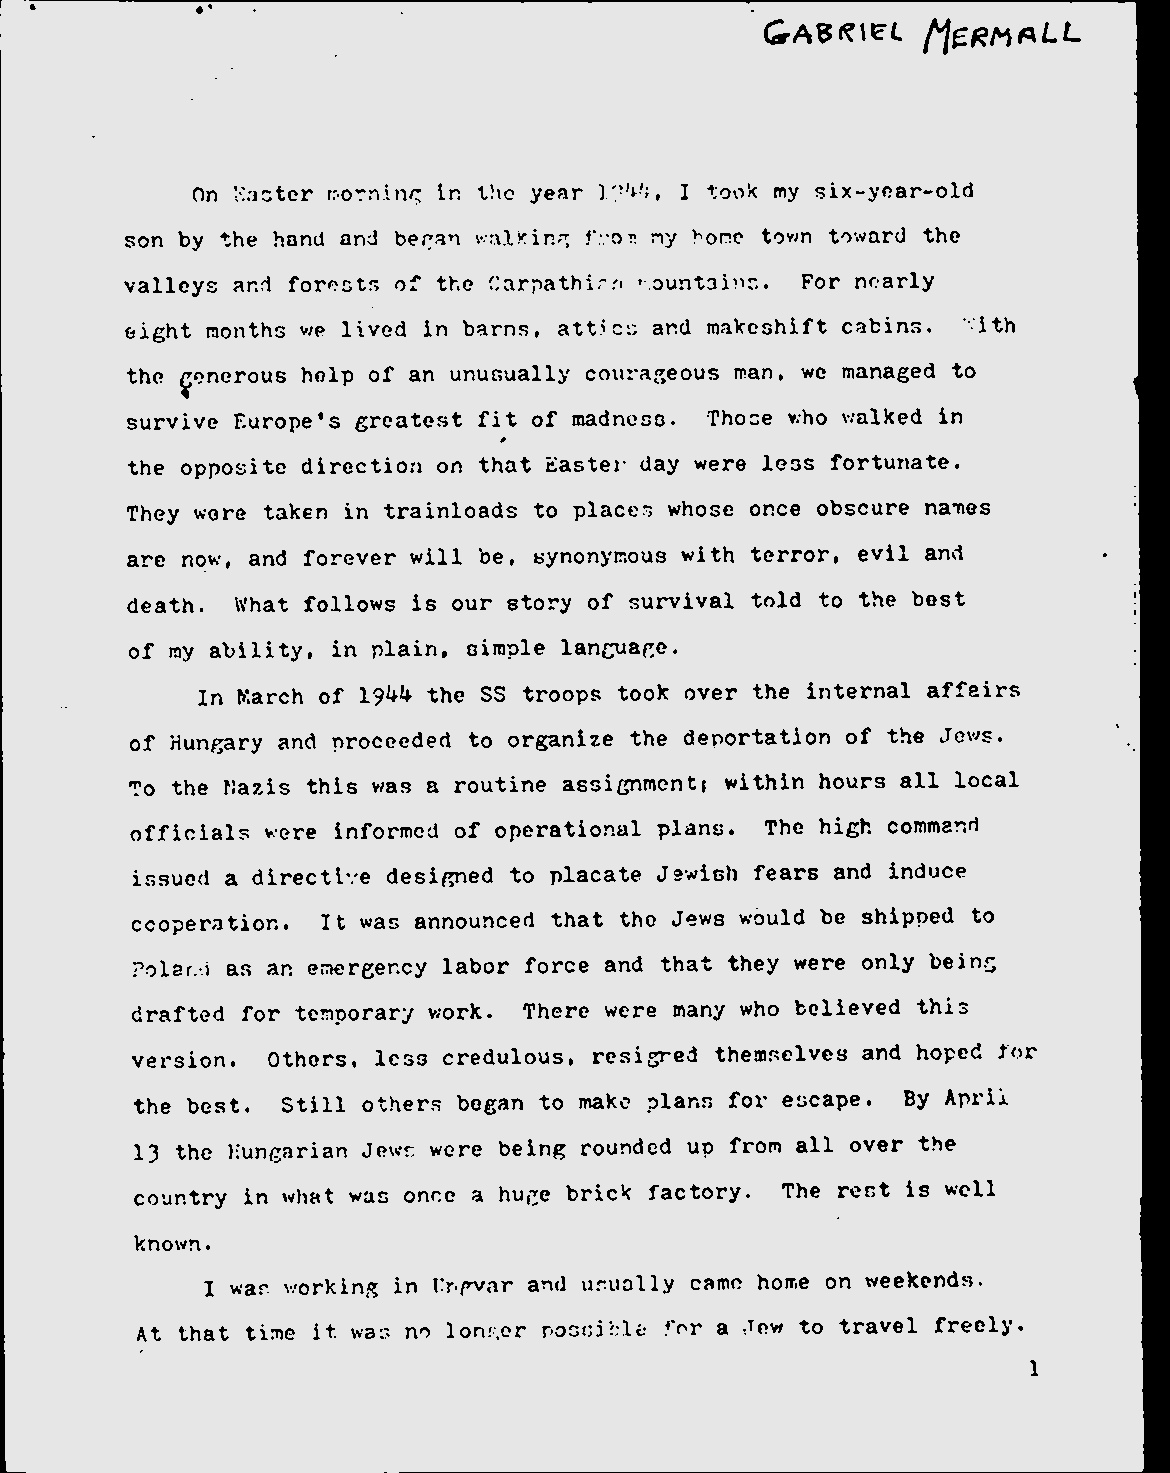 GABRIEL MERMALL
On Easter morning in the year 1944, I took my six-year-old
son by the hand and began walking from my home town toward the
valleys and forests of the Carpathian mountains. For nearly
eight months we lived in barns, attics and makeshift cabins. With
the generous help of an unusually courageous man, we managed to
survive Europe's greatest fit of madness. Those who walked in
the opposite direction on that Easter day were less fortunate.
They were taken in trainloads to places whose once obscure names
are now, and forever will be, synonymous with terror, evil and
death. What follows is our story of survival told to the best
of my ability, in plain, simple language.
In March of 1944 the SS troops took over the internal affairs
of Hungary and proceeded to organize the deportation of the Jews.
To the Nazis this was a routine assignment; within hours all local
officials were informed of operational plans. The high command
issued a directive designed to placate Jewish fears and induce
cooperation. It was announced that the Jews would be shipped to
Poland as an emergency labor force and that they were only being
drafted for temporary work. There were many who believed this
version. Others, less credulous, resigned themselves and hoped for
the best. Still others began to make plans for escape. By April
13 the Hungarian Jews were being rounded up from all over the
country in what was once a huge brick factory. The rest is well
known.
I was working in Ungvar and usually came home on weekends.
At that time it was no longer possible for a Jew to travel freely.
1